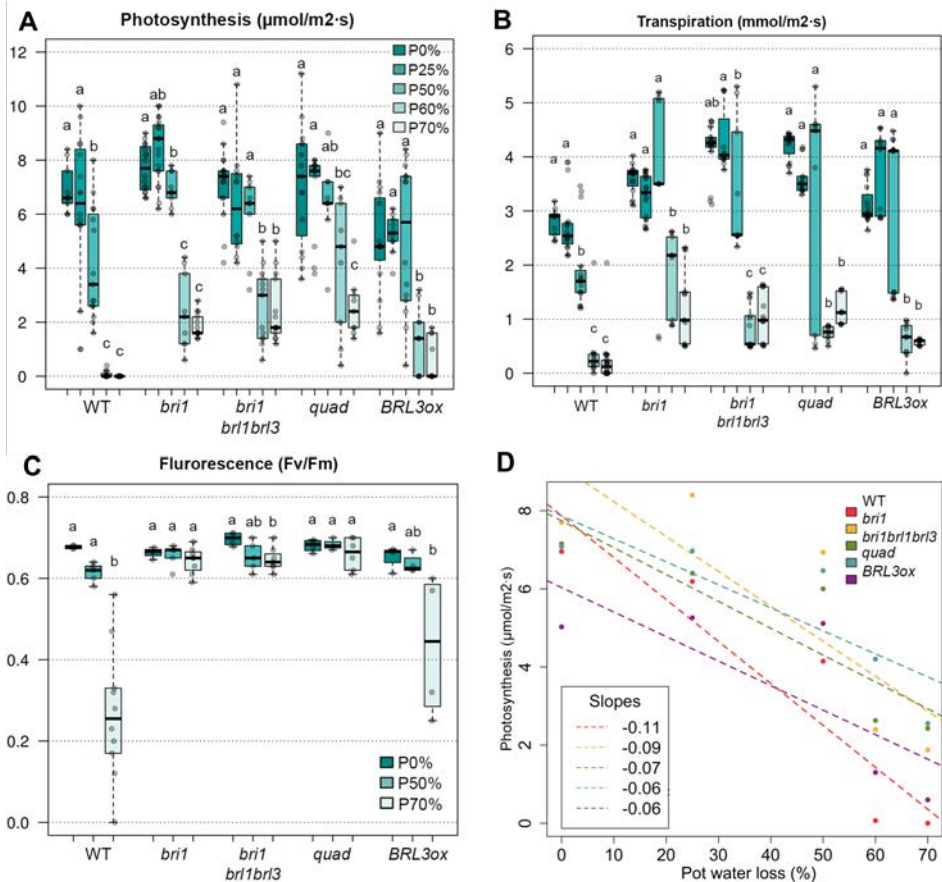 A
Photosynthesis (µmol/m2·s)
12
10
8
6
4
2
0
P0%
P25%
P50%
P60%
P70%
a a b c c
a ab b c c
a a a b b
a a ab bc c
a a a b b
WT bri1 bri1 quad BRL3ox
brl1brl3
B
Transpiration (mmol/m2·s)
6
5
4
3
2
1
0
a a b c c
a a a b b
ab a b c c
a a a b b
a a a b b
WT bri1 bri1 quad BRL3ox
brl1brl3
C
Flurorescence (Fv/Fm)
0.8
0.6
0.4
0.2
0.0
a a b
a a a
a ab b
a a a
a ab b
P0%
P50%
P70%
WT bri1 bri1 quad BRL3ox
brl1brl3
D
Photosynthesis (µmol/m2·s)
8
6
4
2
0
WT
bri1
bri1brl1brl3
quad
BRL3ox
Slopes
-0.11
-0.09
-0.07
-0.06
-0.06
0 10 20 30 40 50 60 70
Pot water loss (%)